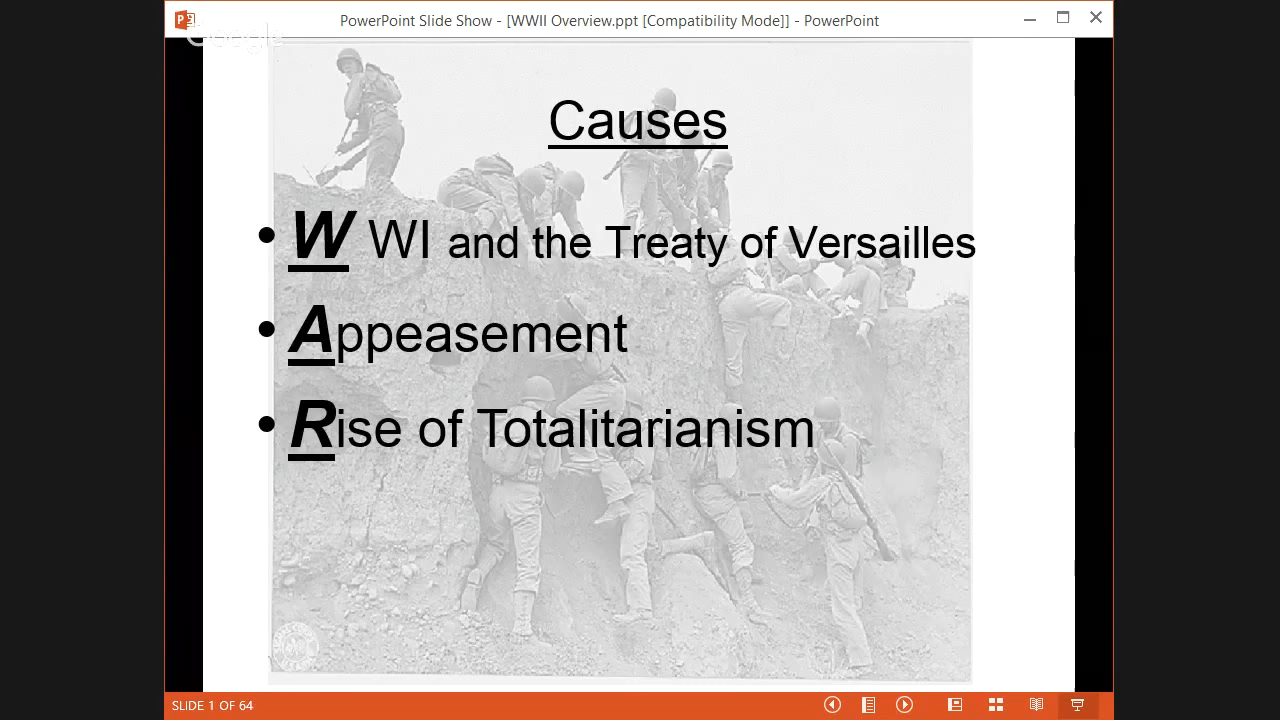 PowerPoint Slide Show - [WWII Overview.ppt [Compatibility Mode]] - PowerPoint
Google
Causes
• W WI and the Treaty of Versailles
• Appeasement
• Rise of Totalitarianism
SLIDE 1 OF 64